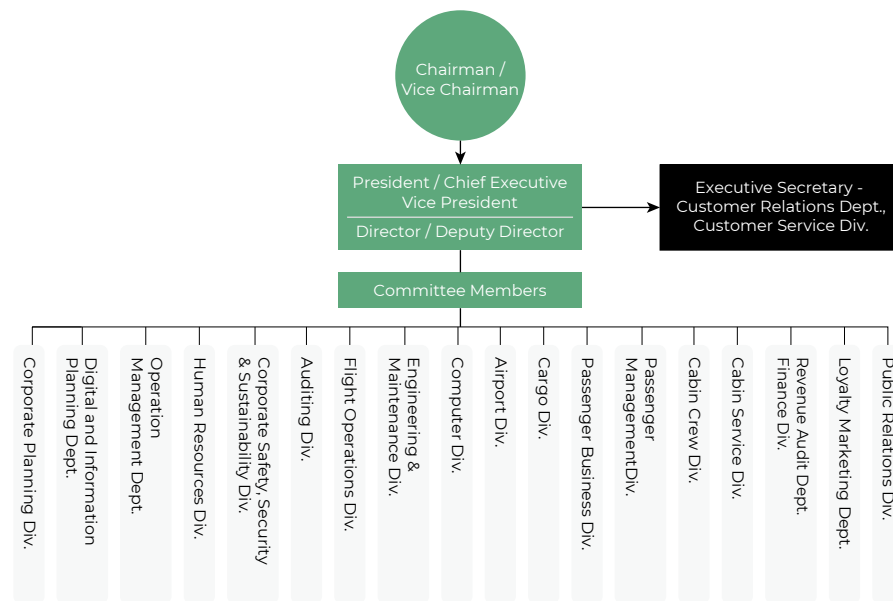 Chairman /
Vice Chairman
President / Chief Executive
Vice President
Director / Deputy Director
Executive Secretary -
Customer Relations Dept.,
Customer Service Div.
Committee Members
Corporate Planning Div.
Digital and Information
Planning Dept.
Operation
Management Dept.
Human Resources Div.
Corporate Safety, Security
& Sustainability Div.
Auditing Div.
Flight Operations Div.
Engineering &
Maintenance Div.
Computer Div.
Airport Div.
Cargo Div.
Passenger Business Div.
Passenger
ManagementDiv.
Cabin Crew Div.
Cabin Service Div.
Revenue Audit Dept.
Finance Div.
Loyalty Marketing Dept.
Public Relations Div.